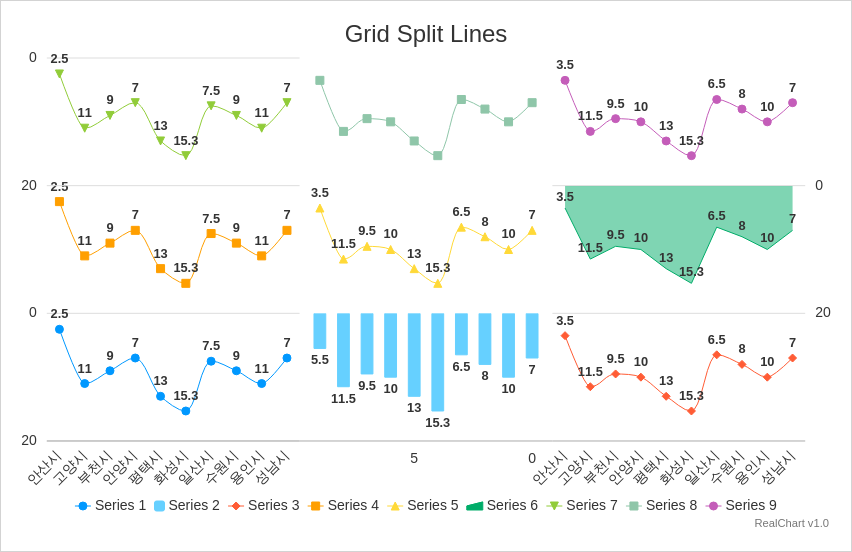 Grid Split Lines
0
2.5 11 9 7 13 15.3 7.5 9 11 7
3.5 11.5 9.5 10 13 15.3 6.5 8 10 7
20 0
2.5 11 9 7 13 15.3 7.5 9 11 7
3.5 11.5 9.5 10 13 15.3 6.5 8 10 7
3.5 11.5 9.5 10 13 15.3 6.5 8 10 7
0 20
2.5 11 9 7 13 15.3 7.5 9 11 7
5.5 11.5 9.5 10 13 15.3 6.5 8 10 7
3.5 11.5 9.5 10 13 15.3 6.5 8 10 7
20
안산시 고양시 부천시 안양시 평택시 화성시 일산시 수원시 용인시 성남시
5 0
안산시 고양시 부천시 안양시 평택시 화성시 일산시 수원시 용인시 성남시
Series 1 Series 2 Series 3 Series 4 Series 5 Series 6 Series 7 Series 8 Series 9
RealChart v1.0